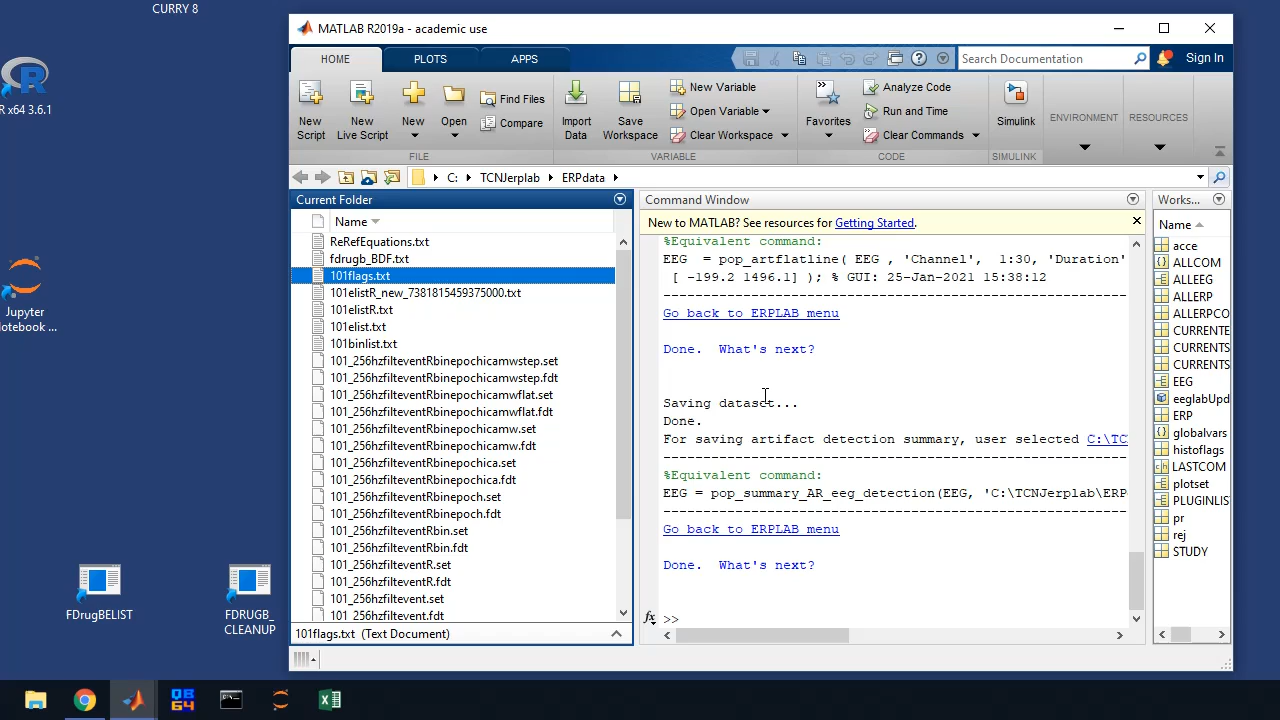 CURRY 8
R x64 3.6.1
Jupyter
Notebook ...
FDrugBELIST
FDRUGB_
CLEANUP
MATLAB R2019a - academic use
HOME
PLOTS
APPS
Search Documentation
Sign In
New
Script
New
Live Script
New
Open
Find Files
Compare
FILE
Import
Data
Save
Workspace
New Variable
Open Variable
Clear Workspace
VARIABLE
Favorites
Analyze Code
Run and Time
Clear Commands
CODE
Simulink
SIMULINK
ENVIRONMENT
RESOURCES
C: TCNJerplab ERPdata
Current Folder
Name
ReRefEquations.txt
fdrugb_BDF.txt
101flags.txt
101elistR_new_7381815459375000.txt
101elistR.txt
101elist.txt
101binlist.txt
101_256hzfilteventRbinepochicamwstep.set
101_256hzfilteventRbinepochicamwstep.fdt
101_256hzfilteventRbinepochicamwflat.set
101_256hzfilteventRbinepochicamwflat.fdt
101_256hzfilteventRbinepochicamw.set
101_256hzfilteventRbinepochicamw.fdt
101_256hzfilteventRbinepochica.set
101_256hzfilteventRbinepochica.fdt
101_256hzfilteventRbinepoch.set
101_256hzfilteventRbinepoch.fdt
101_256hzfilteventRbin.set
101_256hzfilteventRbin.fdt
101_256hzfilteventR.set
101_256hzfilteventR.fdt
101_256hzfiltevent.set
101_256hzfiltevent.fdt
101flags.txt (Text Document)
Command Window
New to MATLAB? See resources for Getting Started.
%Equivalent command:
EEG  = pop_artflatline( EEG , 'Channel',  1:30, 'Duration'
[ -199.2 1496.1] ); % GUI: 25-Jan-2021 15:38:12
Go back to ERPLAB menu
Done.  What's next?
Saving dataset...
Done.
For saving artifact detection summary, user selected C:\TCN
%Equivalent command:
EEG = pop_summary_AR_eeg_detection(EEG, 'C:\TCNJerplab\ERP
Go back to ERPLAB menu
Done.  What's next?
fx >>
Works...
Name
acce
ALLCOM
ALLEEG
ALLERP
ALLERPCO
CURRENTE
CURRENTS
CURRENTS
EEG
eeglabUpd
ERP
globalvars
histoflags
LASTCOM
plotset
PLUGINLIS
pr
rej
STUDY